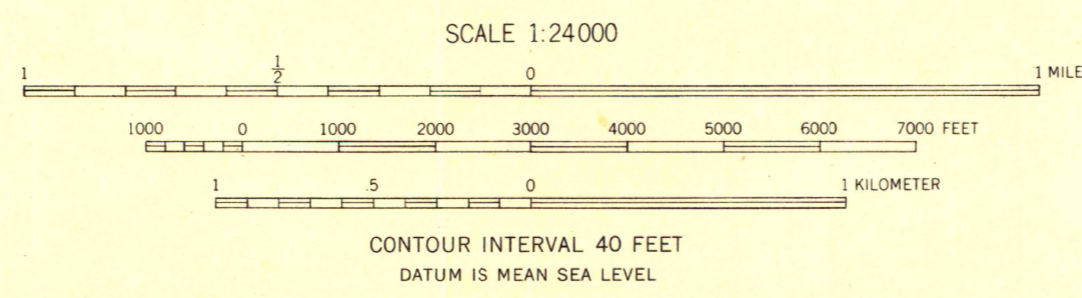 SCALE 1:24000
1 1/2 0 1 MILE
1000 0 1000 2000 3000 4000 5000 6000 7000 FEET
1 .5 0 1 KILOMETER
CONTOUR INTERVAL 40 FEET
DATUM IS MEAN SEA LEVEL